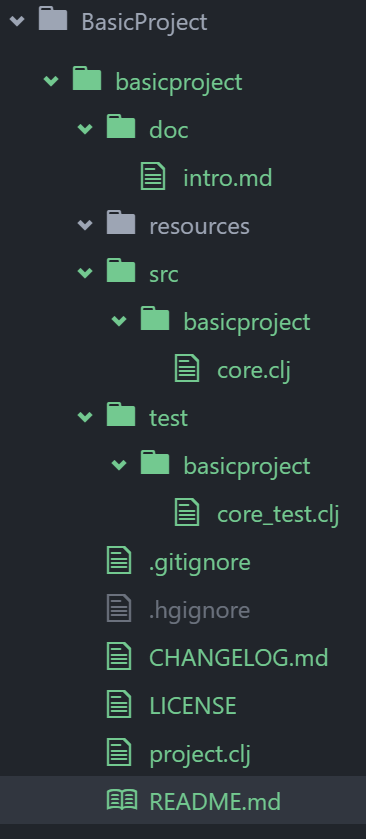 BasicProject
basicproject
doc
intro.md
resources
src
basicproject
core.clj
test
basicproject
core_test.clj
.gitignore
.hgignore
CHANGELOG.md
LICENSE
project.clj
README.md